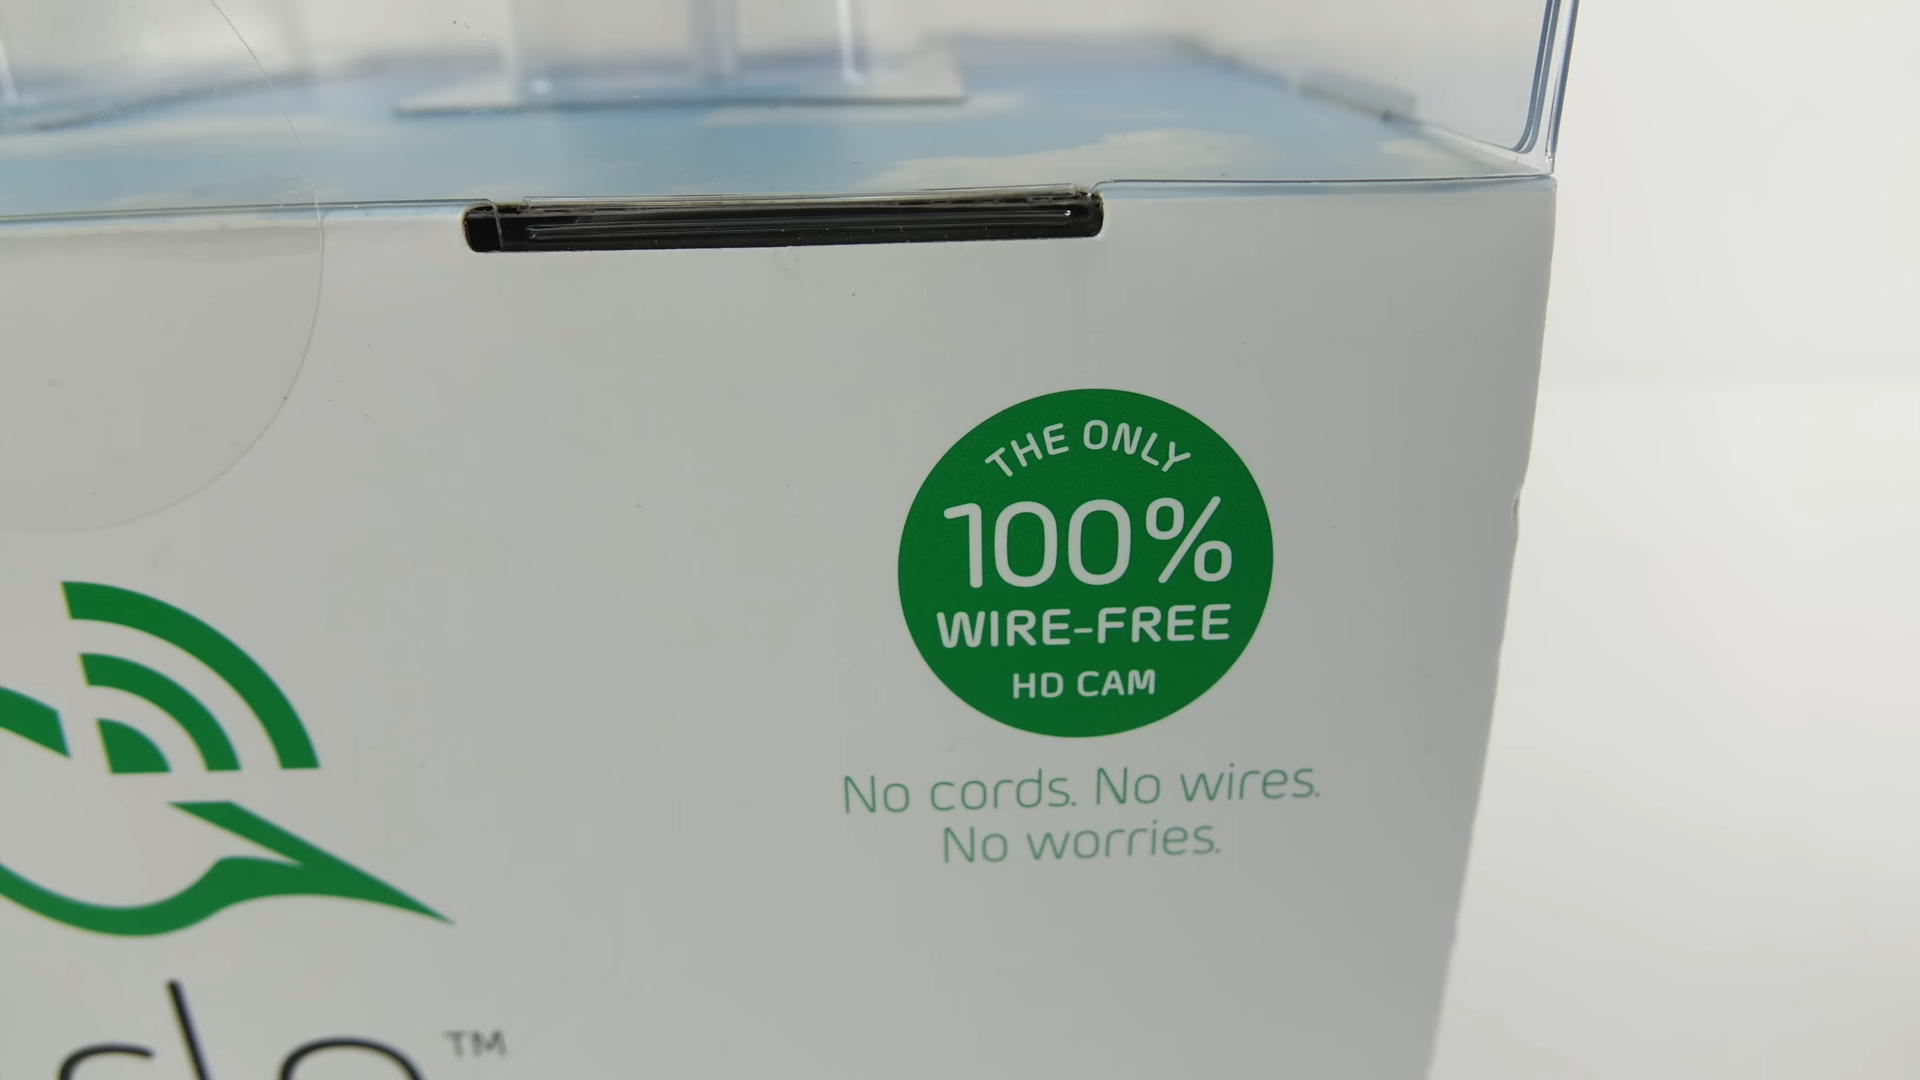 THE ONLY
100%
WIRE-FREE
HD CAM
No cords. No wires.
No worries.
TM